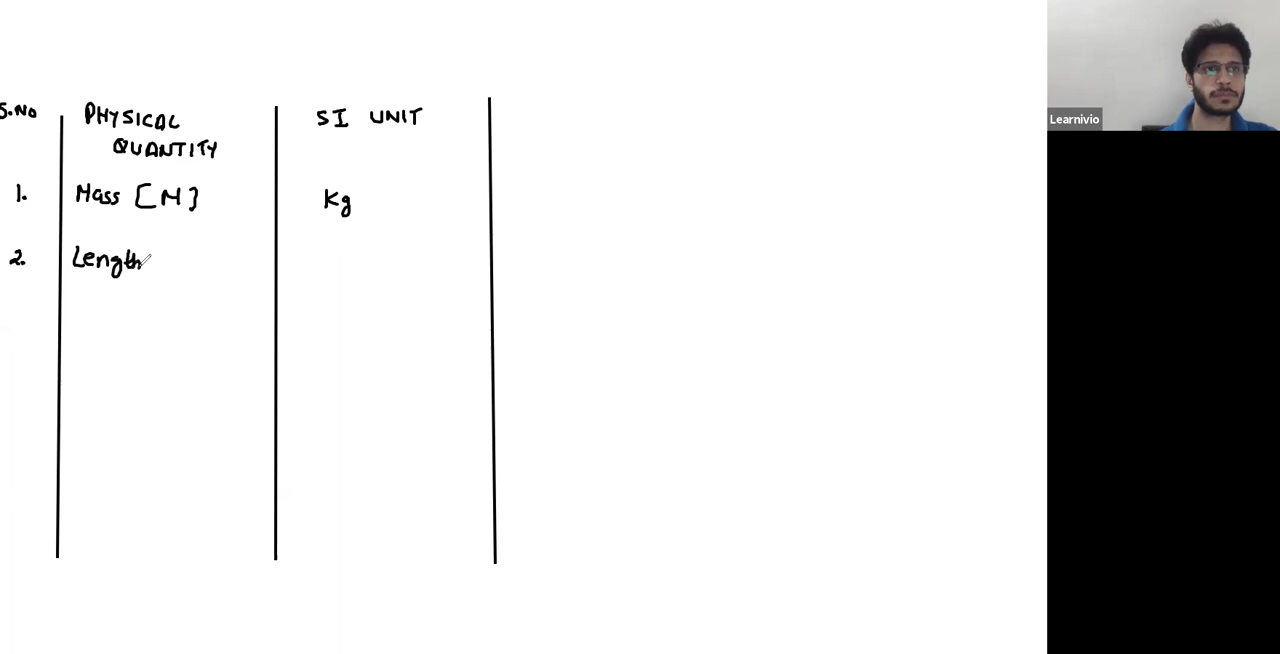 S.NO PHYSICAL QUANTITY SI UNIT
1. Mass [M] Kg
2. Length
Learnivio